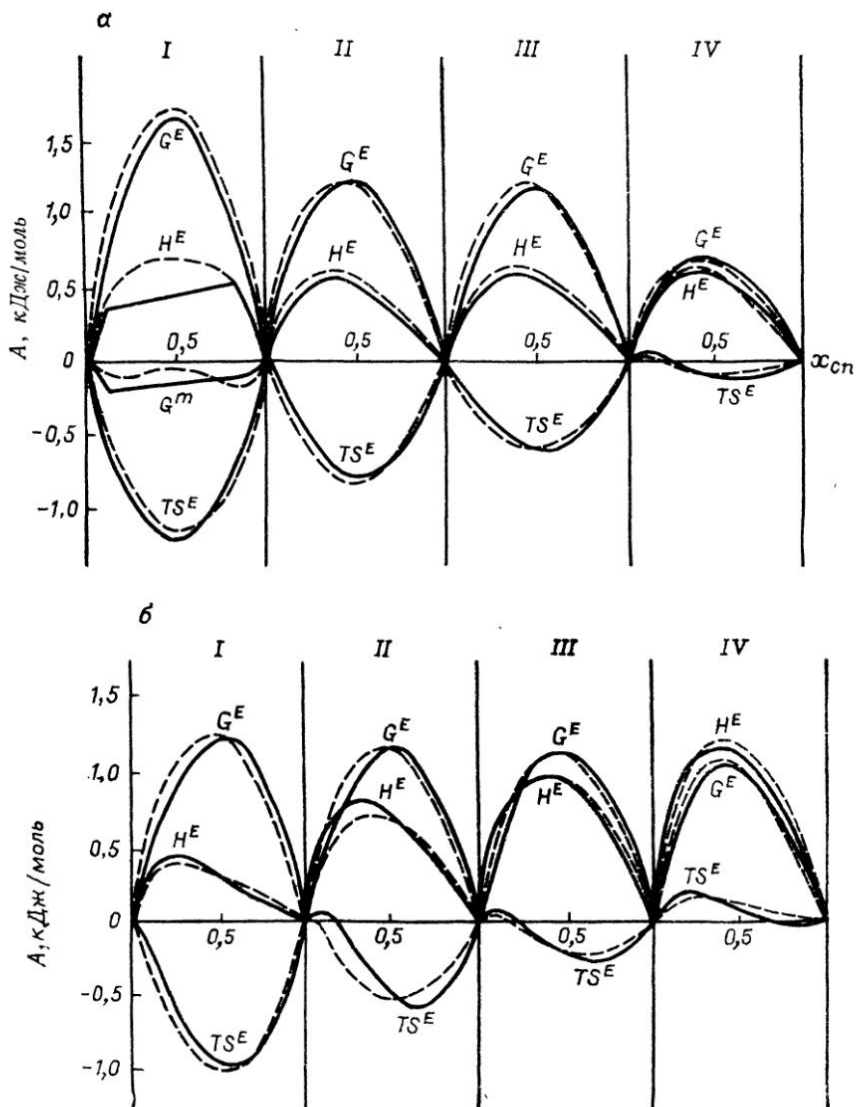 а
I II III IV
A, кДж/моль
1,5
1,0
0,5
0
-0,5
-1,0
G^E G^E G^E G^E
H^E H^E H^E H^E
0,5 0,5 0,5 0,5
x_сп
G^m
TS^E TS^E TS^E TS^E
б
I II III IV
A, кДж/моль
1,5
1,0
0,5
0
-0,5
-1,0
G^E G^E G^E H^E
H^E H^E H^E G^E
TS^E
0,5 0,5 0,5 0,5
TS^E TS^E TS^E